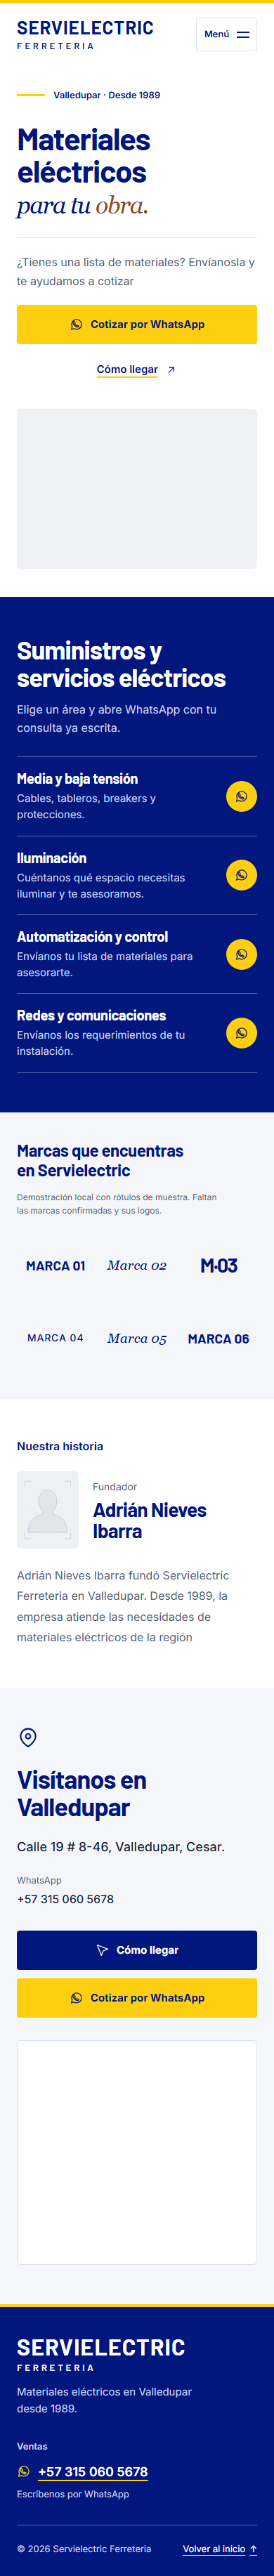 SERVIELECTRIC
FERRETERIA
Menú
Valledupar · Desde 1989
Materiales
eléctricos
para tu obra.
¿Tienes una lista de materiales? Envíanosla y
te ayudamos a cotizar
Cotizar por WhatsApp
Cómo llegar ↗
Suministros y
servicios eléctricos
Elige un área y abre WhatsApp con tu
consulta ya escrita.
Media y baja tensión
Cables, tableros, breakers y
protecciones.
Iluminación
Cuéntanos qué espacio necesitas
iluminar y te asesoramos.
Automatización y control
Envíanos tu lista de materiales para
asesorarte.
Redes y comunicaciones
Envíanos los requerimientos de tu
instalación.
Marcas que encuentras
en Servielectric
Demostración local con rótulos de muestra. Faltan
las marcas confirmadas y sus logos.
MARCA 01
Marca 02
M·03
MARCA 04
Marca 05
MARCA 06
Nuestra historia
Fundador
Adrián Nieves
Ibarra
Adrián Nieves Ibarra fundó Servielectric
Ferreteria en Valledupar. Desde 1989, la
empresa atiende las necesidades de
materiales eléctricos de la región
Visítanos en
Valledupar
Calle 19 # 8-46, Valledupar, Cesar.
WhatsApp
+57 315 060 5678
Cómo llegar
Cotizar por WhatsApp
SERVIELECTRIC
FERRETERIA
Materiales eléctricos en Valledupar
desde 1989.
Ventas
+57 315 060 5678
Escríbenos por WhatsApp
© 2026 Servielectric Ferreteria
Volver al inicio ↑